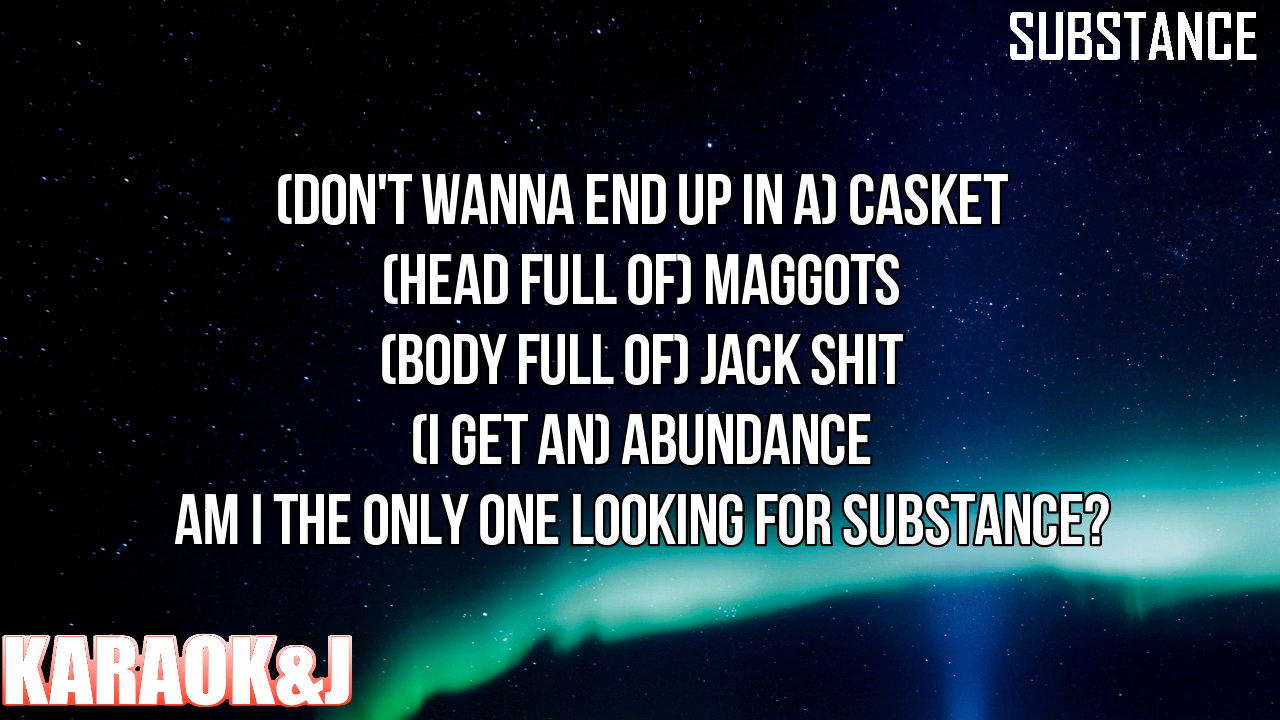 SUBSTANCE
(DON'T WANNA END UP IN A) CASKET
(HEAD FULL OF) MAGGOTS
(BODY FULL OF) JACK SHIT
(I GET AN) ABUNDANCE
AM I THE ONLY ONE LOOKING FOR SUBSTANCE?
KARAOK&J